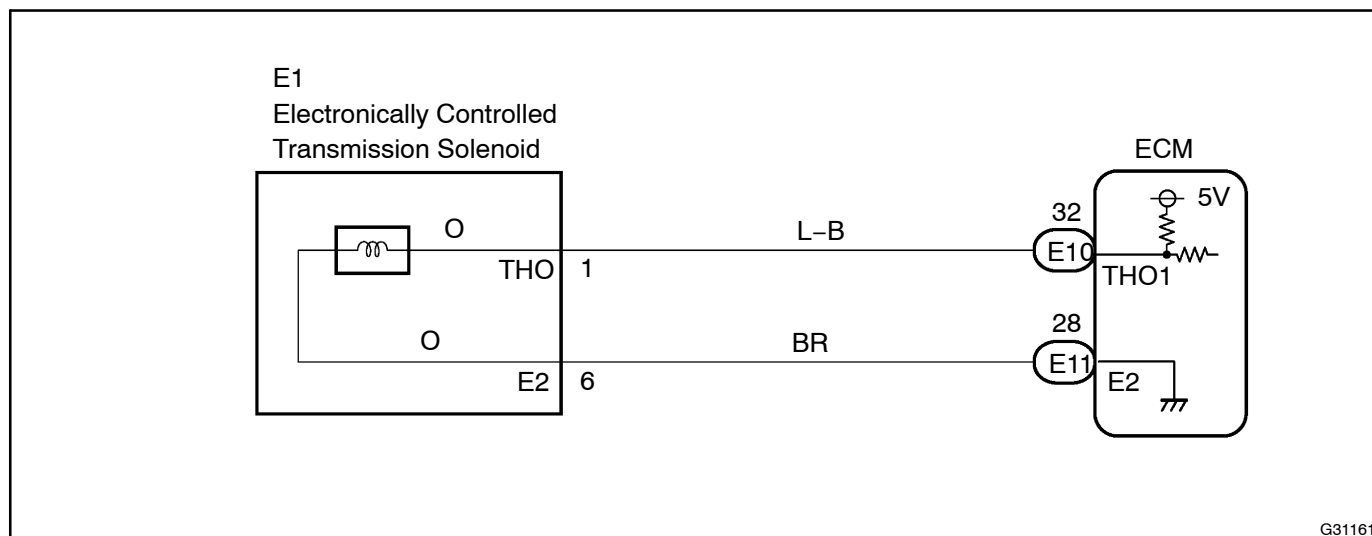 E1
Electronically Controlled
Transmission Solenoid
ECM
5V
O
L−B
32
E10
THO
1
THO1
O
BR
28
E11
E2
6
E2
G31161